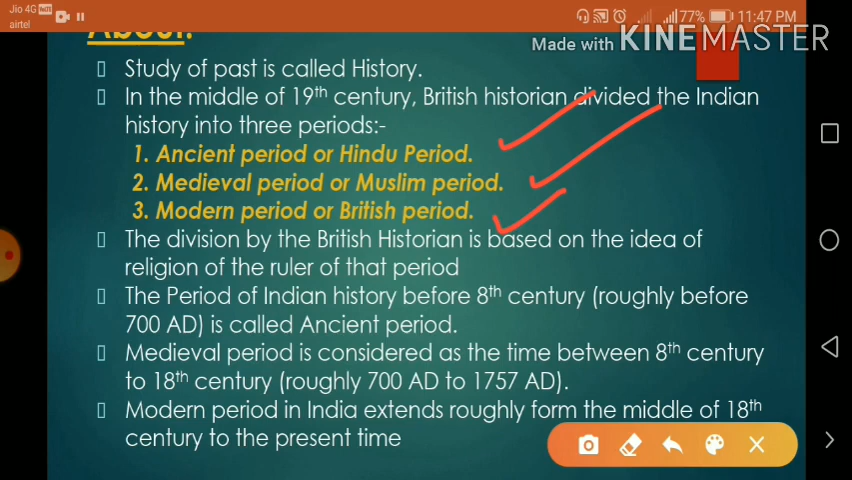 Jio 4G VoLTE
airtel
77% 11:47 PM
Made with KINEMASTER
About:
Study of past is called History.
In the middle of 19th century, British historian divided the Indian
history into three periods:-
1. Ancient period or Hindu Period.
2. Medieval period or Muslim period.
3. Modern period or British period.
The division by the British Historian is based on the idea of
religion of the ruler of that period
The Period of Indian history before 8th century (roughly before
700 AD) is called Ancient period.
Medieval period is considered as the time between 8th century
to 18th century (roughly 700 AD to 1757 AD).
Modern period in India extends roughly form the middle of 18th
century to the present time